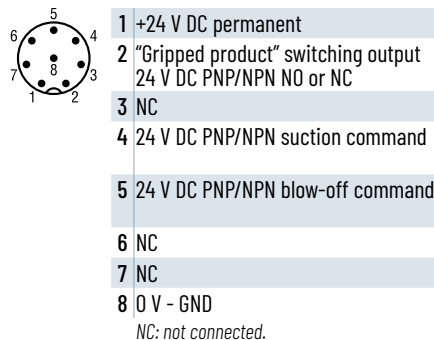 5
6
4
8
7
3
1
2
1 +24 V DC permanent
2 “Gripped product” switching output
24 V DC PNP/NPN NO or NC
3 NC
4 24 V DC PNP/NPN suction command
5 24 V DC PNP/NPN blow-off command
6 NC
7 NC
8 0 V - GND
NC: not connected.